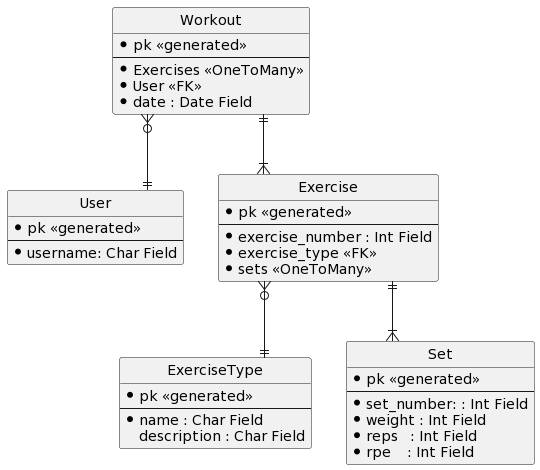 Workout
pk «generated»
Exercises «OneToMany»
User «FK»
date : Date Field
User
pk «generated»
username: Char Field
Exercise
pk «generated»
exercise_number : Int Field
exercise_type «FK»
sets «OneToMany»
ExerciseType
pk «generated»
name : Char Field
description : Char Field
Set
pk «generated»
set_number: : Int Field
weight : Int Field
reps : Int Field
rpe : Int Field